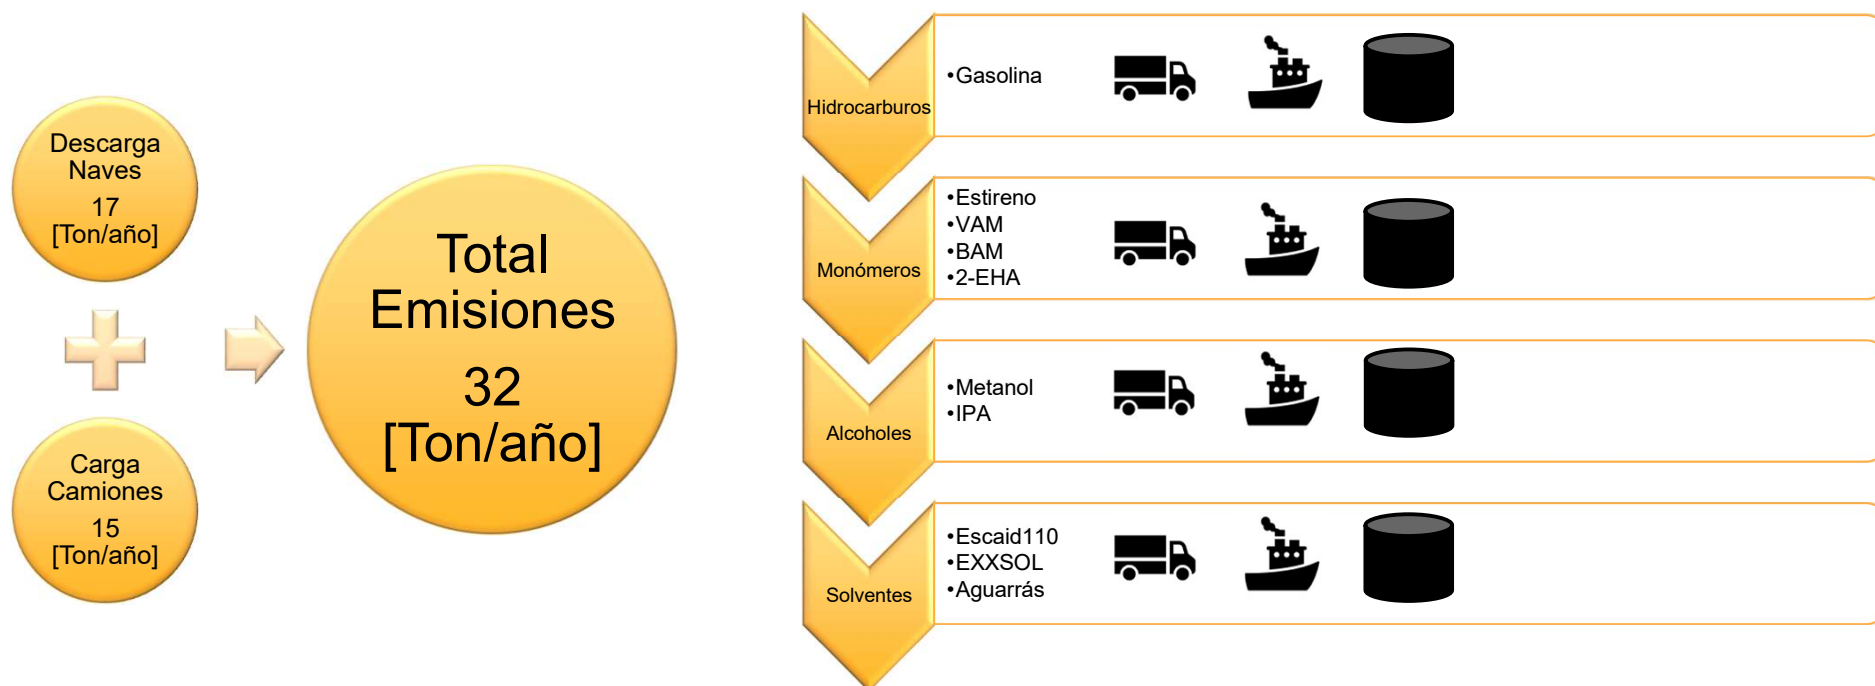 Descarga
Naves
17
[Ton/año]
Carga
Camiones
15
[Ton/año]
Total
Emisiones
32
[Ton/año]
Hidrocarburos
•Gasolina
Monómeros
•Estireno
•VAM
•BAM
•2-EHA
Alcoholes
•Metanol
•IPA
Solventes
•Escaid110
•EXXSOL
•Aguarrás